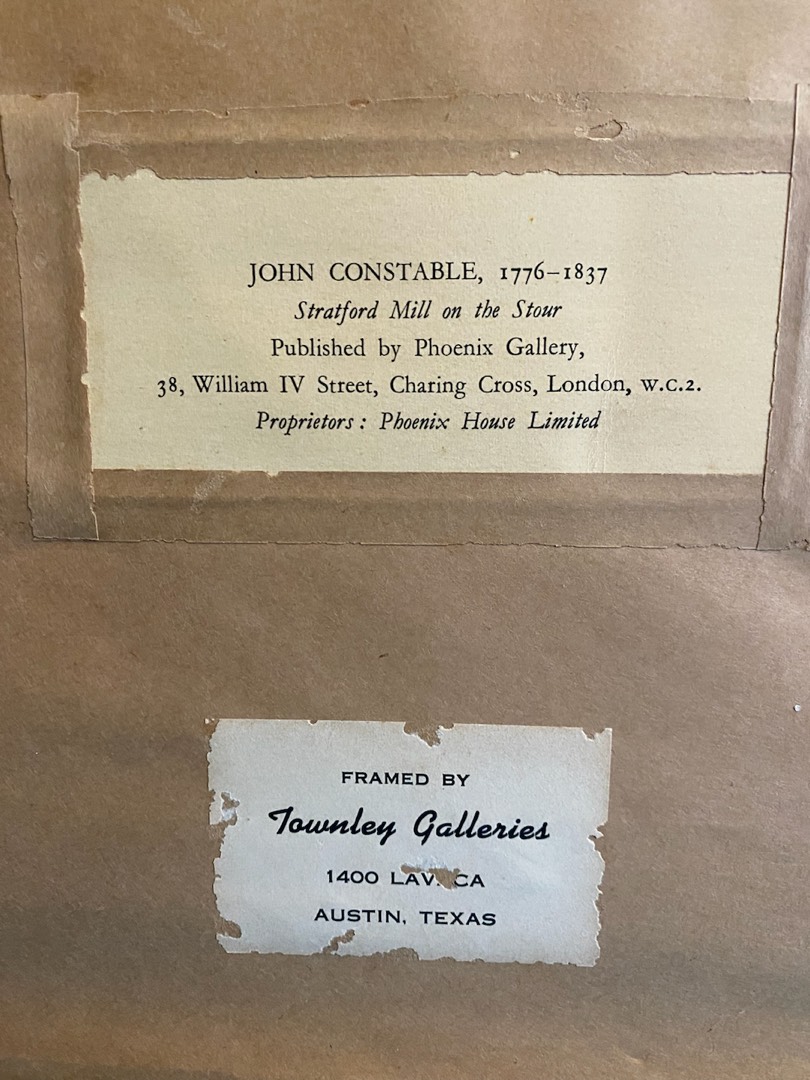 JOHN CONSTABLE, 1776–1837
Stratford Mill on the Stour
Published by Phoenix Gallery,
38, William IV Street, Charing Cross, London, W.C.2.
Proprietors: Phoenix House Limited
FRAMED BY
Townley Galleries
1400
AUSTIN, TEXAS